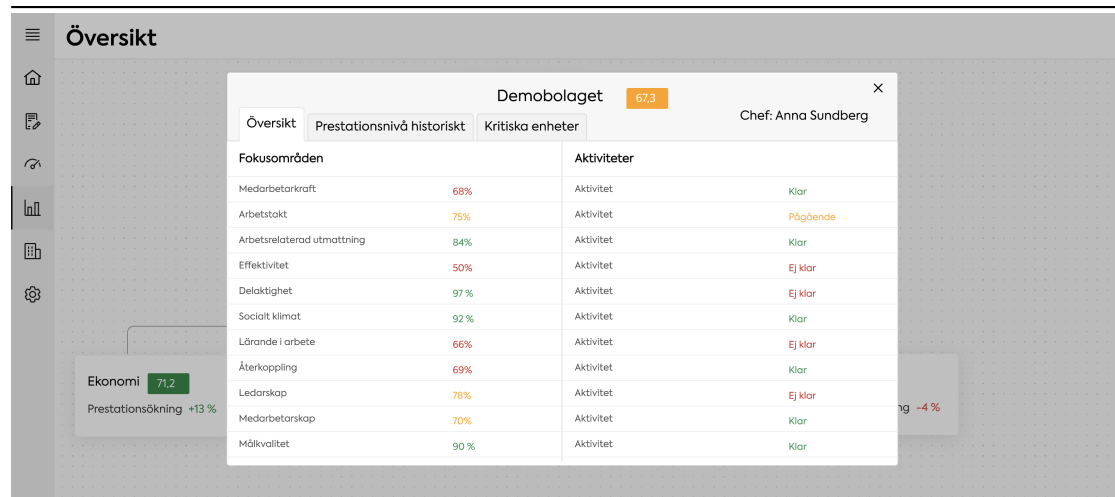 Översikt
Demobolaget 67,3
Chef: Anna Sundberg
Översikt Prestationsnivå historiskt Kritiska enheter
Fokusområden Aktiviteter
Medarbetarkraft 68% Aktivitet Klar
Arbetstakt 75% Aktivitet Pågående
Arbetsrelaterad utmattning 84% Aktivitet Klar
Effektivitet 50% Aktivitet Ej klar
Delaktighet 97 % Aktivitet Ej klar
Socialt klimat 92 % Aktivitet Klar
Lärande i arbete 66% Aktivitet Ej klar
Återkoppling 69% Aktivitet Klar
Ledarskap 78% Aktivitet Ej klar
Medarbetarskap 70% Aktivitet Klar
Målkvalitet 90 % Aktivitet Klar
Ekonomi 71,2
Prestationsökning +13 %
ng -4 %